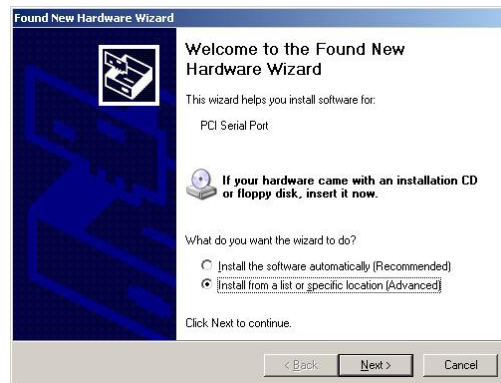 Found New Hardware Wizard
Welcome to the Found New
Hardware Wizard
This wizard helps you install software for:
PCI Serial Port
If your hardware came with an installation CD
or floppy disk, insert it now.
What do you want the wizard to do?
Install the software automatically (Recommended)
Install from a list or specific location (Advanced)
Click Next to continue.
< Back
Next >
Cancel